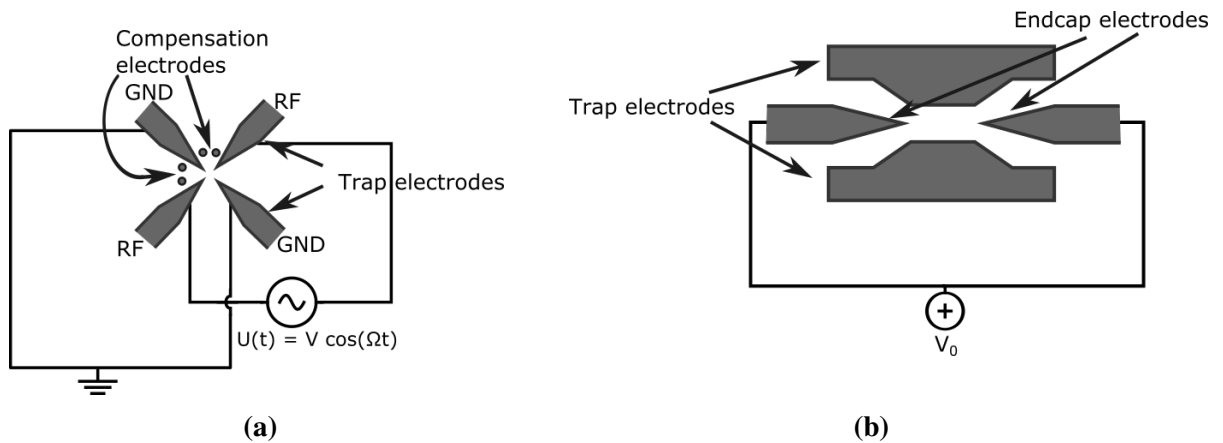 Compensation
electrodes
GND
RF
Trap electrodes
RF
GND
U(t) = V cos(Ωt)
(a)
Endcap electrodes
Trap electrodes
V₀
(b)